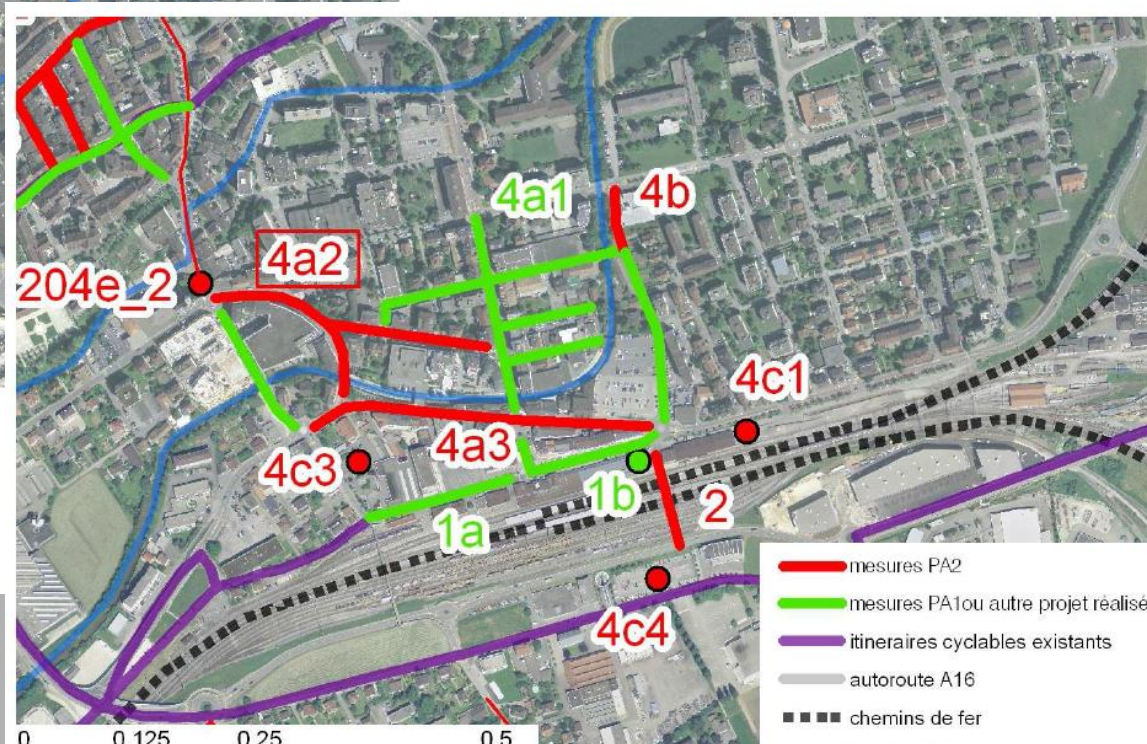 4a1
4b
204e_2
4a2
4c1
4a3
4c3
1b
2
1a
4c4
mesures PA2
mesures PA1ou autre projet réalisé
itineraires cyclables existants
autoroute A16
chemins de fer
0 0.125 0.25 0.5